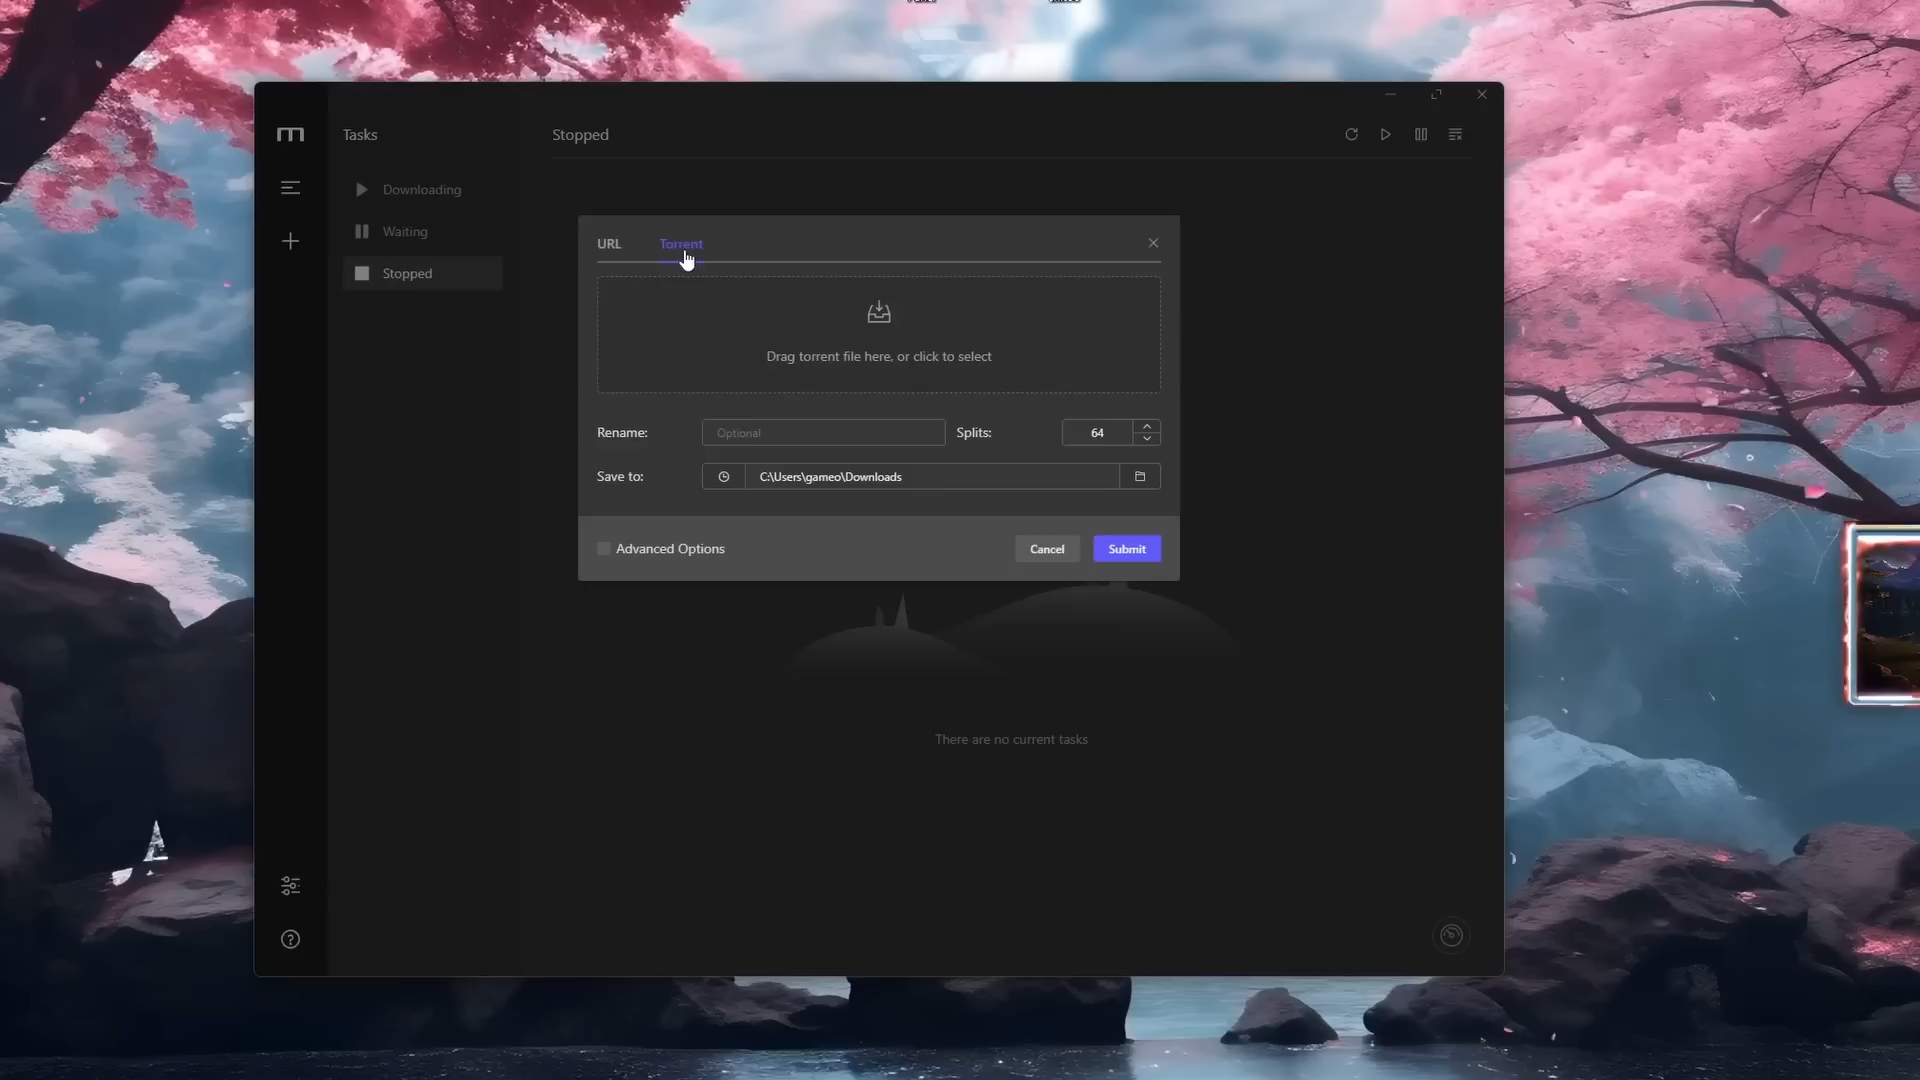 Tasks
Stopped
Downloading
Waiting
Stopped
URL
Torrent
Drag torrent file here, or click to select
Rename:
Optional
Splits:
64
Save to:
C:\Users\gameo\Downloads
Advanced Options
Cancel
Submit
There are no current tasks